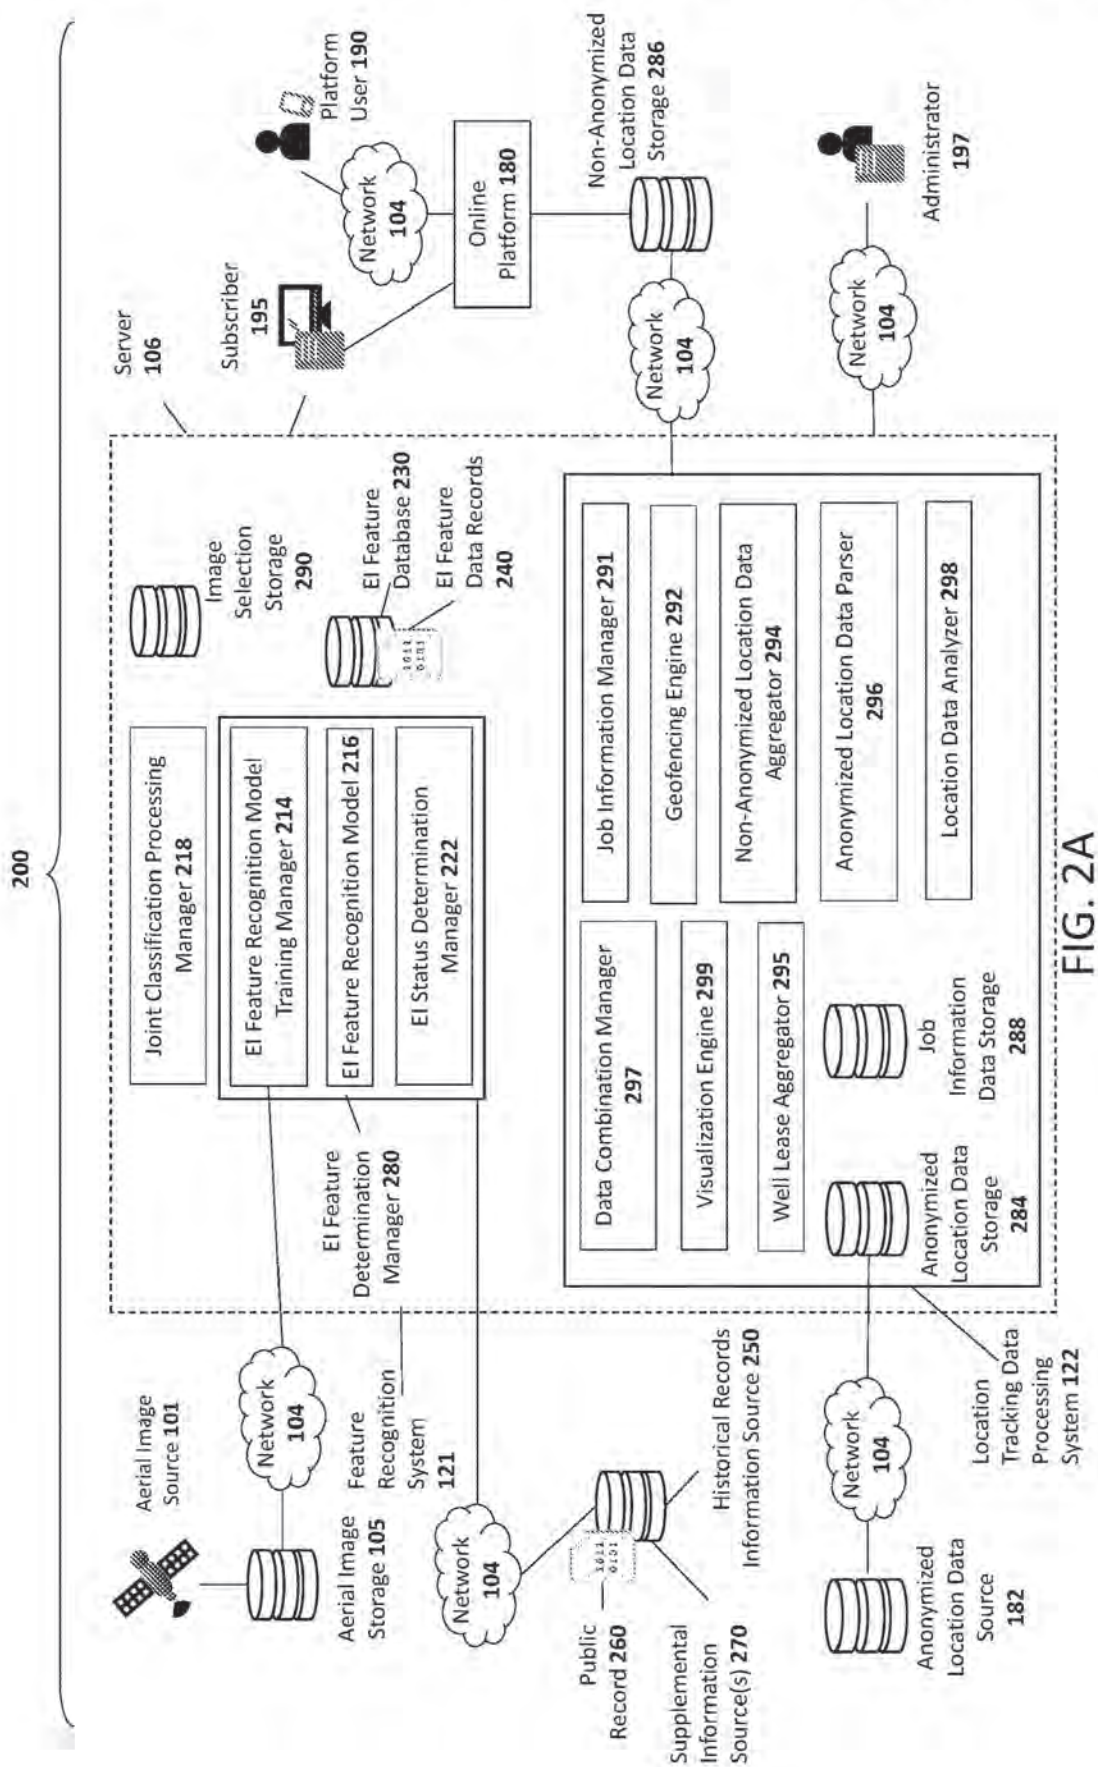 200
Aerial Image
Source 101
Aerial Image
Storage 105
Network
104
Feature
Recognition
System
121
Network
104
Public
Record 260
1011
0101
Supplemental
Information
Source(s) 270
Historical Records
Information Source 250
Anonymized
Location Data
Source
182
Network
104
Location
Tracking Data
Processing
System 122
Joint Classification Processing
Manager 218
EI Feature Recognition Model
Training Manager 214
EI Feature Recognition Model 216
EI Status Determination
Manager 222
EI Feature
Determination
Manager 280
Image
Selection
Storage
290
EI Feature
Database 230
1011
0101
EI Feature
Data Records
240
Data Combination Manager
297
Visualization Engine 299
Well Lease Aggregator 295
Anonymized
Location Data
Storage
284
Job
Information
Data Storage
288
Job Information Manager 291
Geofencing Engine 292
Non-Anonymized Location Data
Aggregator 294
Anonymized Location Data Parser
296
Location Data Analyzer 298
Server
106
Subscriber
195
Platform
User 190
Network
104
Online
Platform 180
Non-Anonymized
Location Data
Storage 286
Network
104
Network
104
Administrator
197
FIG. 2A